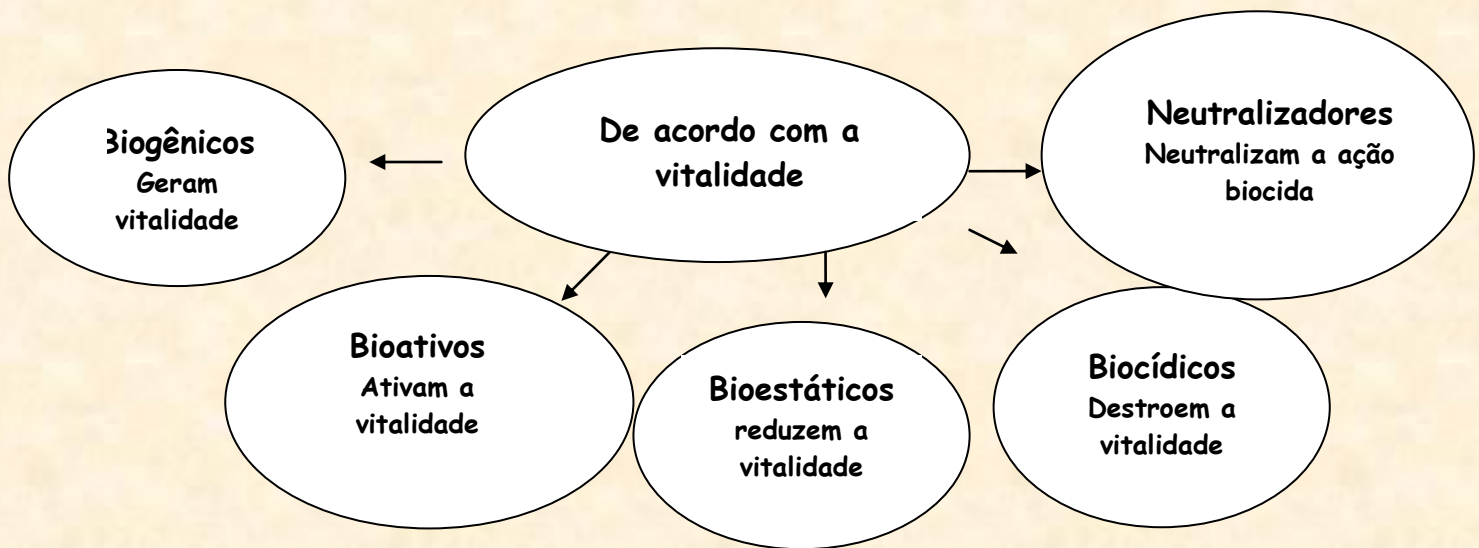 De acordo com a
vitalidade
Biogênicos
Geram
vitalidade
Bioativos
Ativam a
vitalidade
Bioestáticos
reduzem a
vitalidade
Biocídicos
Destroem a
vitalidade
Neutralizadores
Neutralizam a ação
biocida